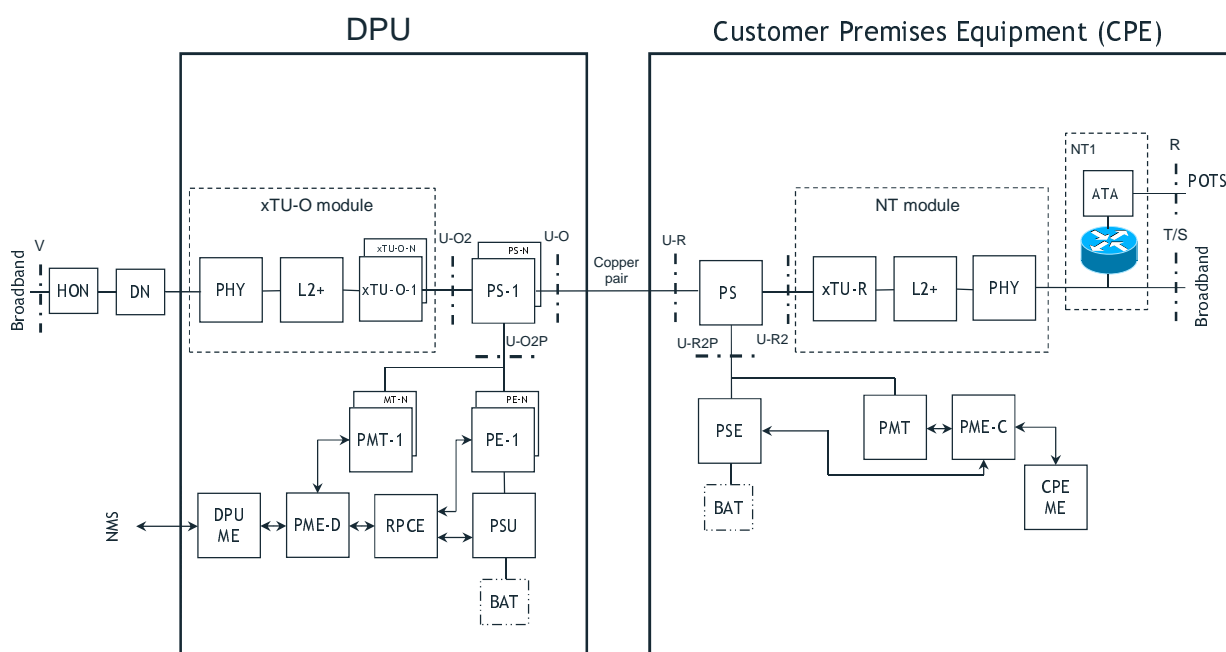 DPU
Customer Premises Equipment (CPE)
xTU-O module
NT module
NT1
R
POTS
ATA
T/S
Broadband
V
Broadband
HON
DN
PHY
L2+
xTU-O-N
xTU-O-1
U-O2
PS-N
PS-1
U-O
Copper
pair
U-R
PS
U-R2
xTU-R
L2+
PHY
U-O2P
U-R2P
MT-N
PMT-1
PE-N
PE-1
PSE
PMT
PME-C
CPE
ME
BAT
NMS
DPU
ME
PME-D
RPCE
PSU
BAT